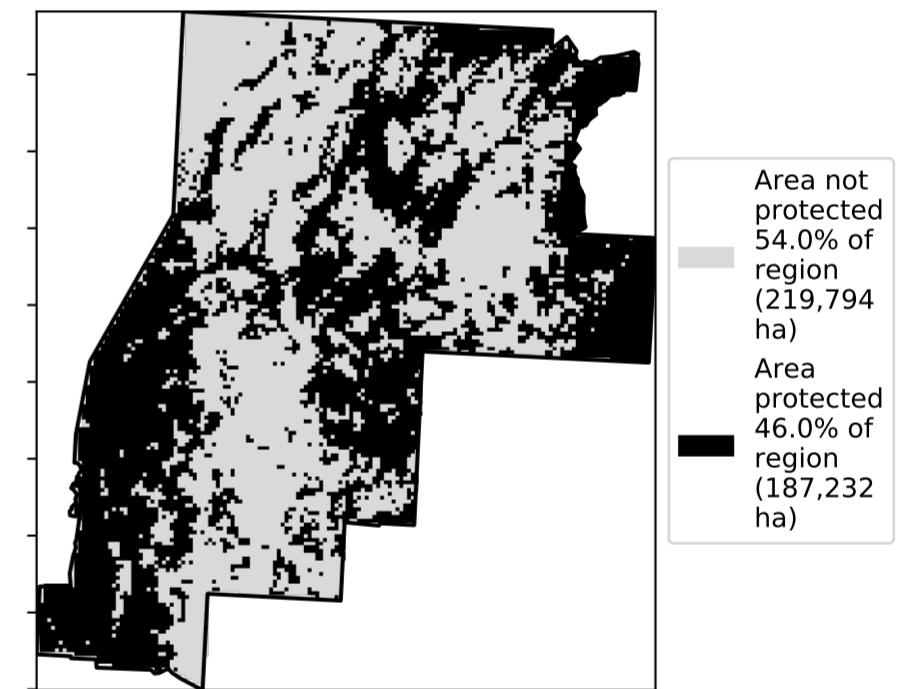 Area not
protected
54.0% of
region
(219,794
ha)
Area
protected
46.0% of
region
(187,232
ha)